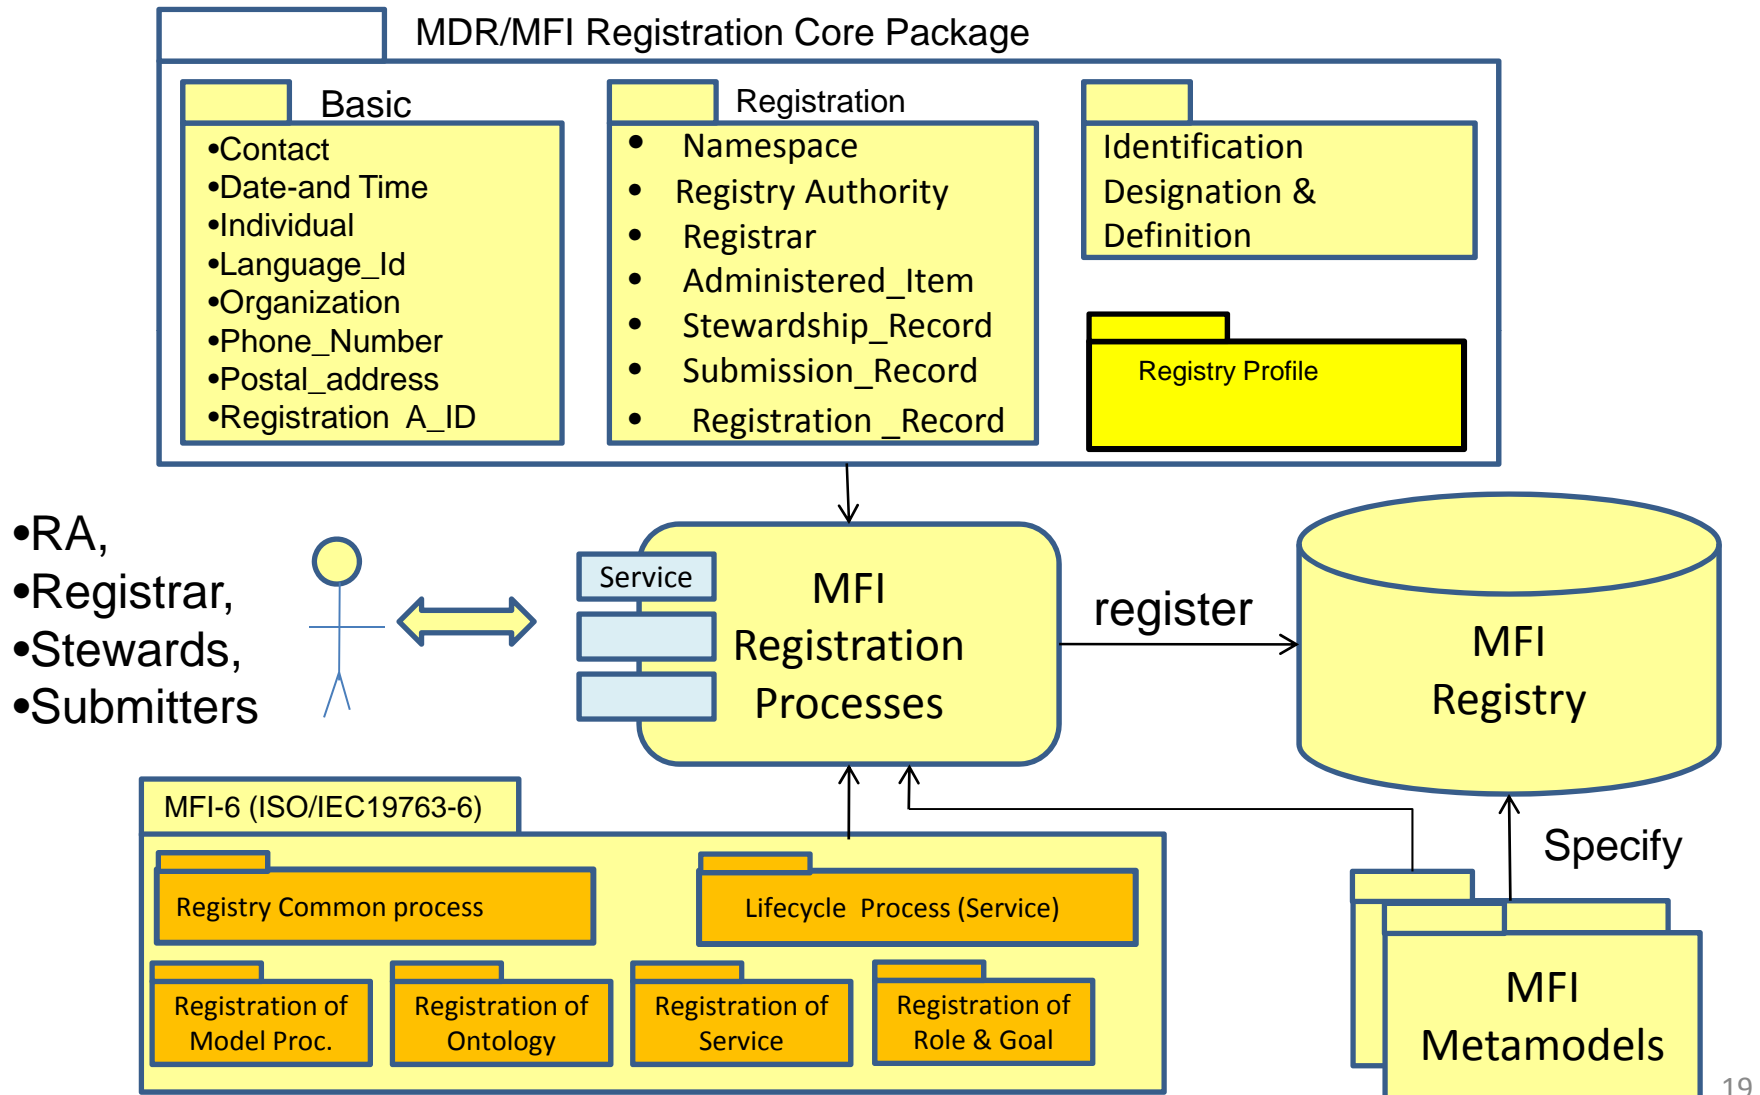 MDR/MFI Registration Core Package
Basic
•Contact
•Date-and Time
•Individual
•Language_Id
•Organization
•Phone_Number
•Postal_address
•Registration A_ID
Registration
• Namespace
• Registry Authority
• Registrar
• Administered_Item
• Stewardship_Record
• Submission_Record
• Registration _Record
Identification
Designation &
Definition
Registry Profile
•RA,
•Registrar,
•Stewards,
•Submitters
Service
MFI
Registration
Processes
register
MFI
Registry
MFI-6 (ISO/IEC19763-6)
Registry Common process
Lifecycle Process (Service)
Registration of
Model Proc.
Registration of
Ontology
Registration of
Service
Registration of
Role & Goal
Specify
MFI
Metamodels
19